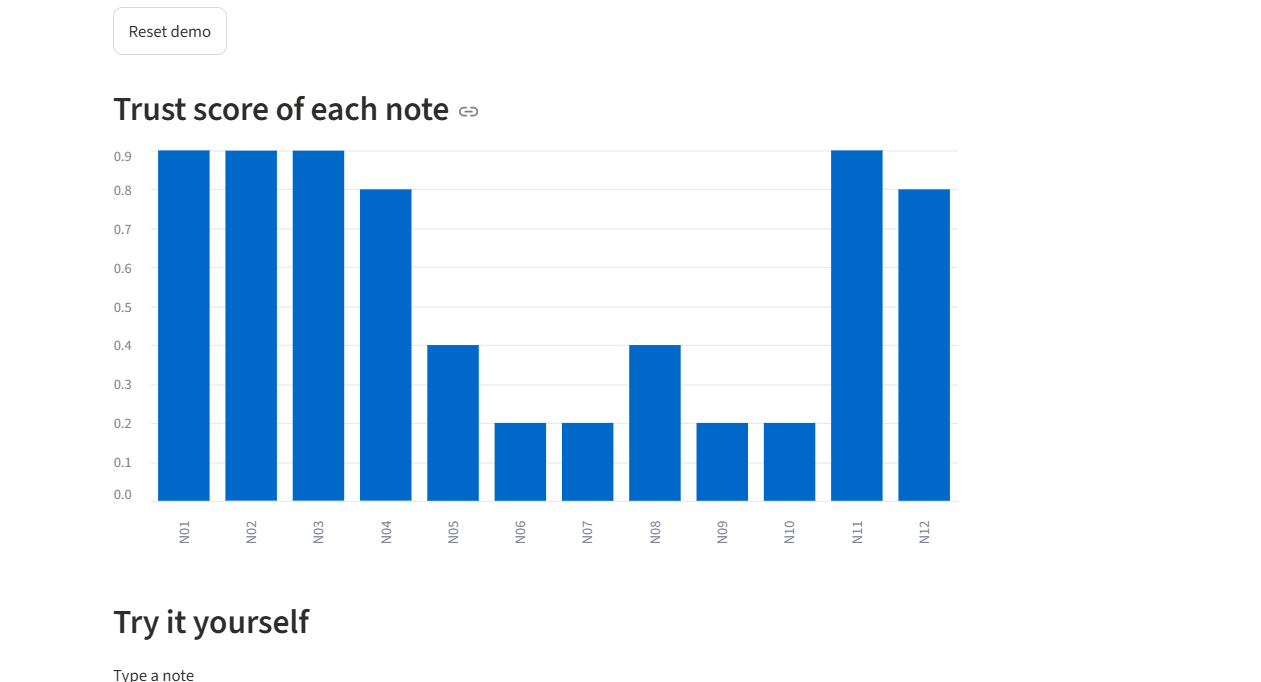 Reset demo
Trust score of each note
0.9
0.8
0.7
0.6
0.5
0.4
0.3
0.2
0.1
0.0
N01 N02 N03 N04 N05 N06 N07 N08 N09 N10 N11 N12
Try it yourself
Type a note